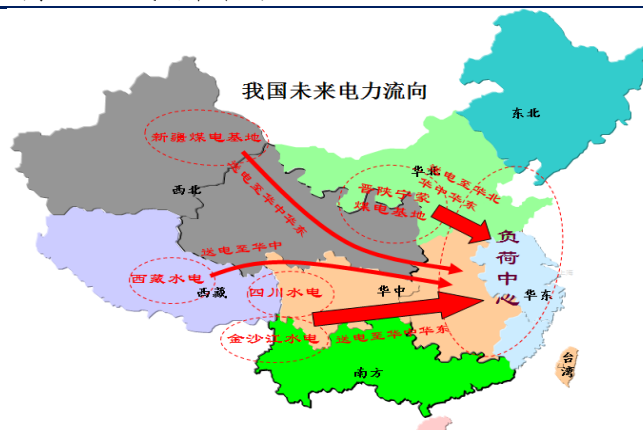 我国未来电力流向
东北
新疆煤电基地
华北
送电至华北
华中华东
晋陕宁蒙
煤电基地
西北
送电至华中华东
负荷中心
送电至华中
西藏水电
西藏
四川水电
华中
华东
金沙江水电
送电至华中华东
台湾
南方